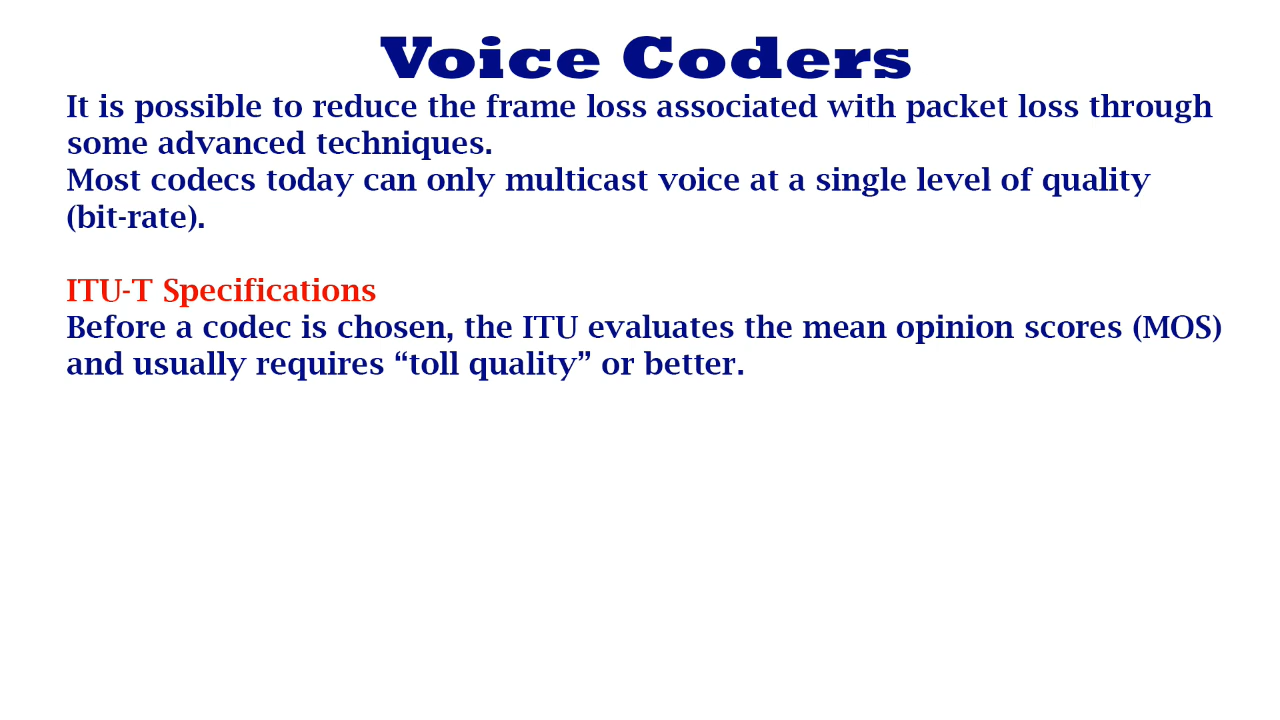 Voice Coders
It is possible to reduce the frame loss associated with packet loss through
some advanced techniques.
Most codecs today can only multicast voice at a single level of quality
(bit-rate).
ITU-T Specifications
Before a codec is chosen, the ITU evaluates the mean opinion scores (MOS)
and usually requires “toll quality” or better.